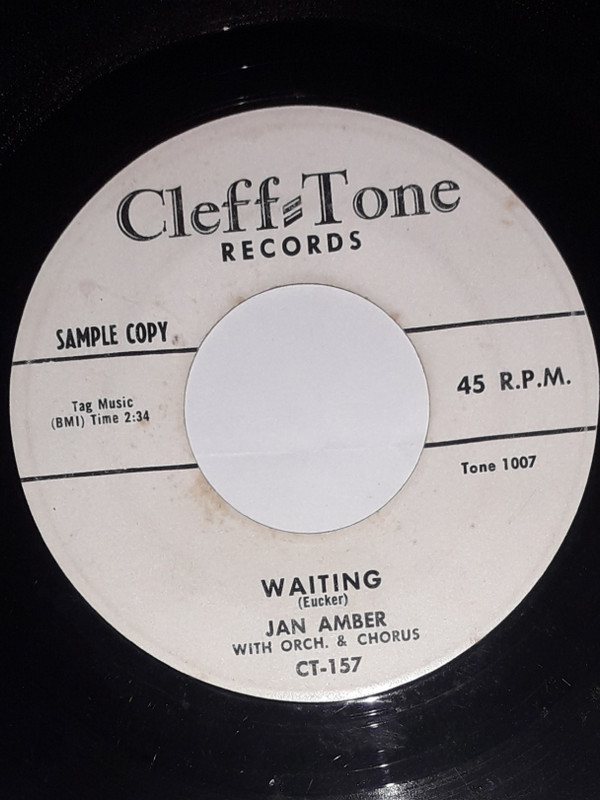 Cleff-Tone
RECORDS
SAMPLE COPY
45 R.P.M.
Tag Music
(BMI) Time 2:34
Tone 1007
WAITING
(Eucker)
JAN AMBER
WITH ORCH. & CHORUS
CT-157